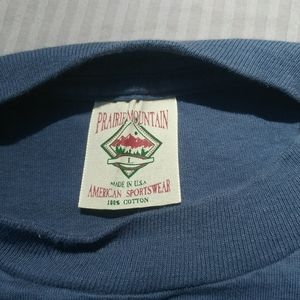 PRAIRIE MOUNTAIN
L
MADE IN U.S.A
AMERICAN SPORTSWEAR
100% COTTON